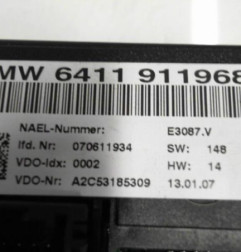 MW 6411 911968
NAEL-Nummer: E3087.V
lfd. Nr: 070611934 SW: 148
VDO-Idx: 0002 HW: 14
VDO-Nr: A2C53185309 13.01.07